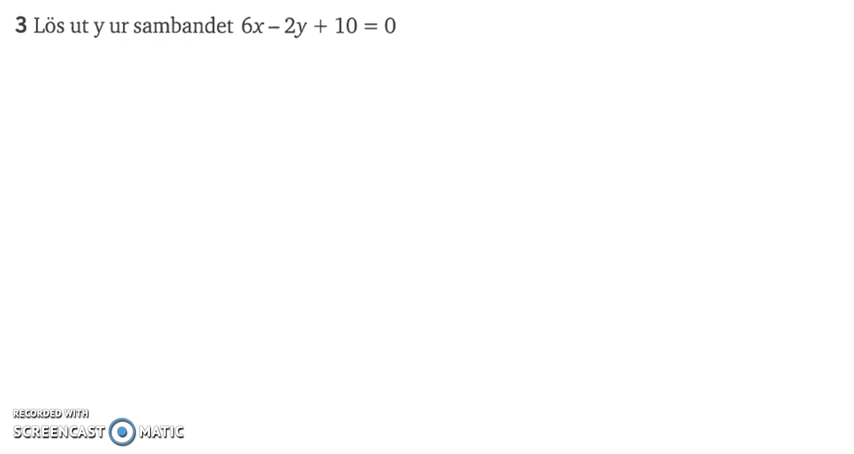 3 Lös ut y ur sambandet 6x – 2y + 10 = 0
RECORDED WITH
SCREENCAST MATIC